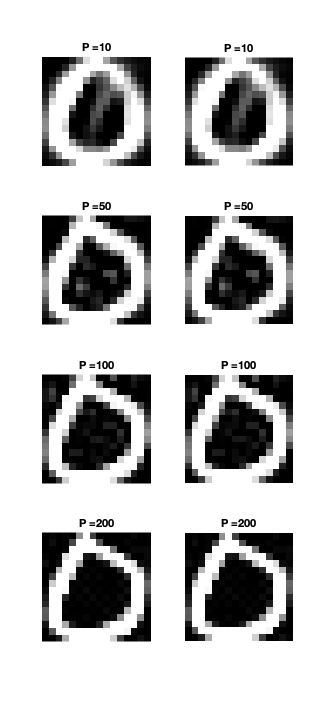 P =10 P =10
P =50 P =50
P =100 P =100
P =200 P =200